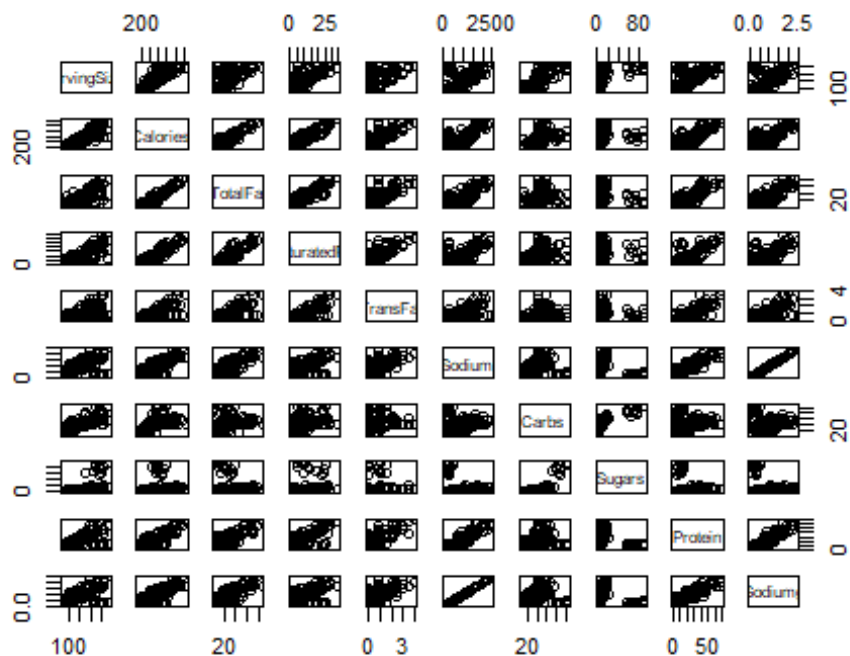 200 0 25 0 2500 0 80 0.0 2.5
rvingSi 100
200 Calories
TotalFa 20
0 turatedF
TransFa 0 4
0 Sodium
Carbs 20
0 Sugars
Protein 0
0.0 Sodium
100 20 0 3 20 0 50